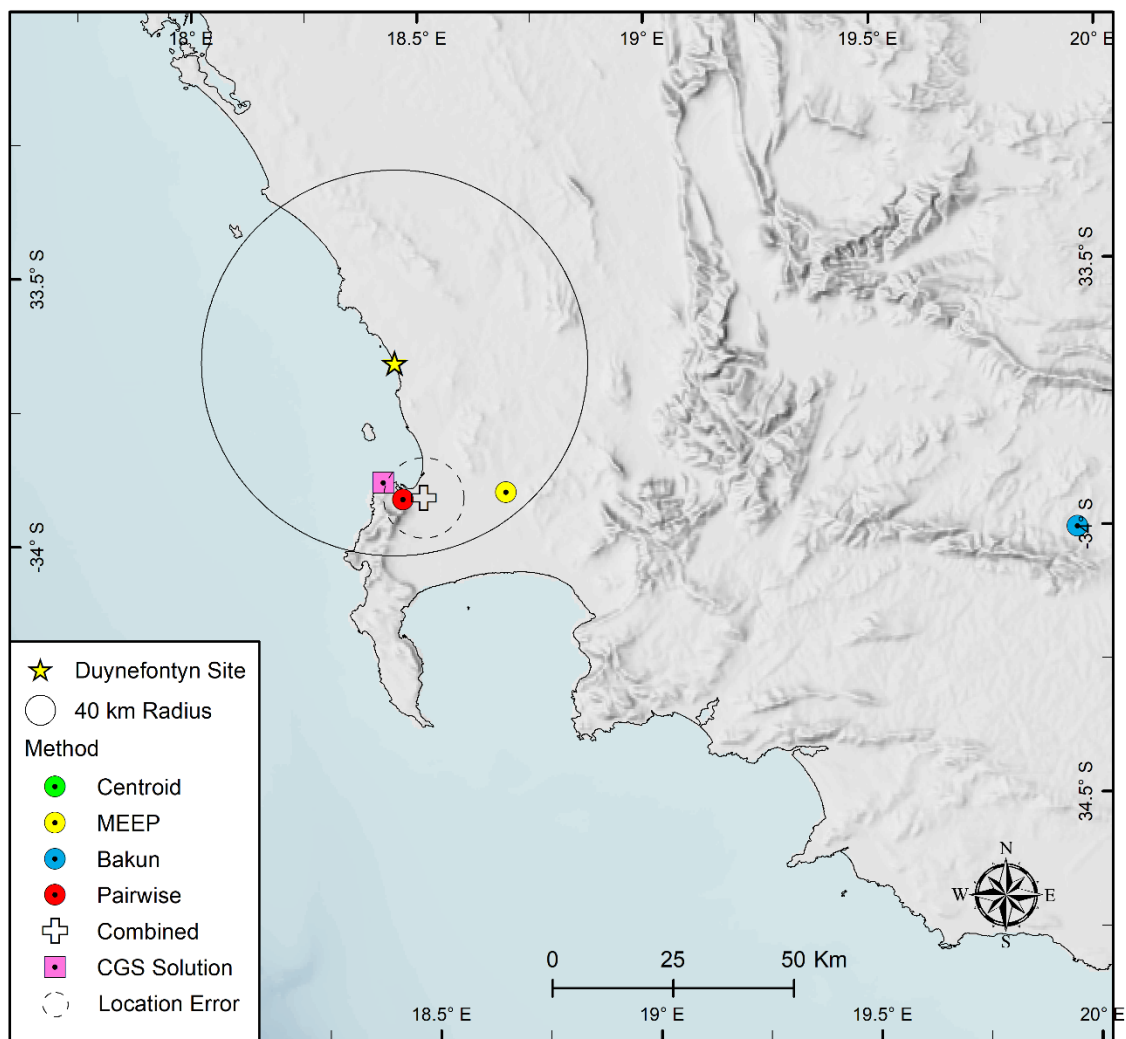 18° E
18.5° E
19° E
19.5° E
20° E
33.5° S
33.5° S
-34° S
-34° S
34.5° S
Duynefontyn Site
40 km Radius
Method
Centroid
MEEP
Bakun
Pairwise
Combined
CGS Solution
Location Error
N
W
E
S
0
25
50 Km
18.5° E
19° E
19.5° E
20° E